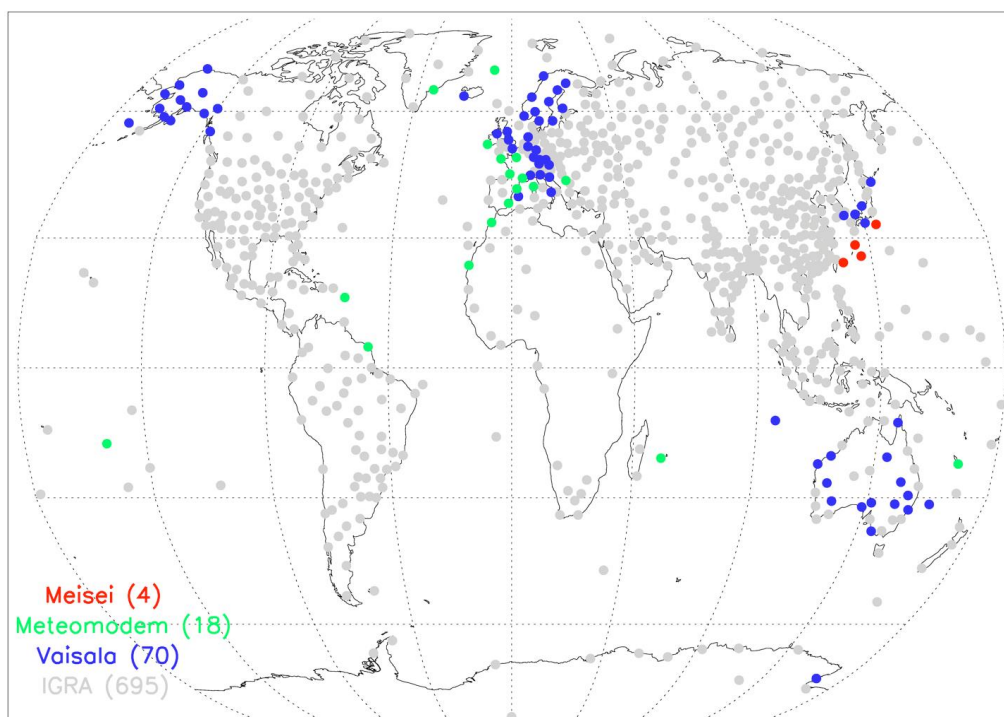 Meisei (4)
Meteomodem (18)
Vaisala (70)
IGRA (695)